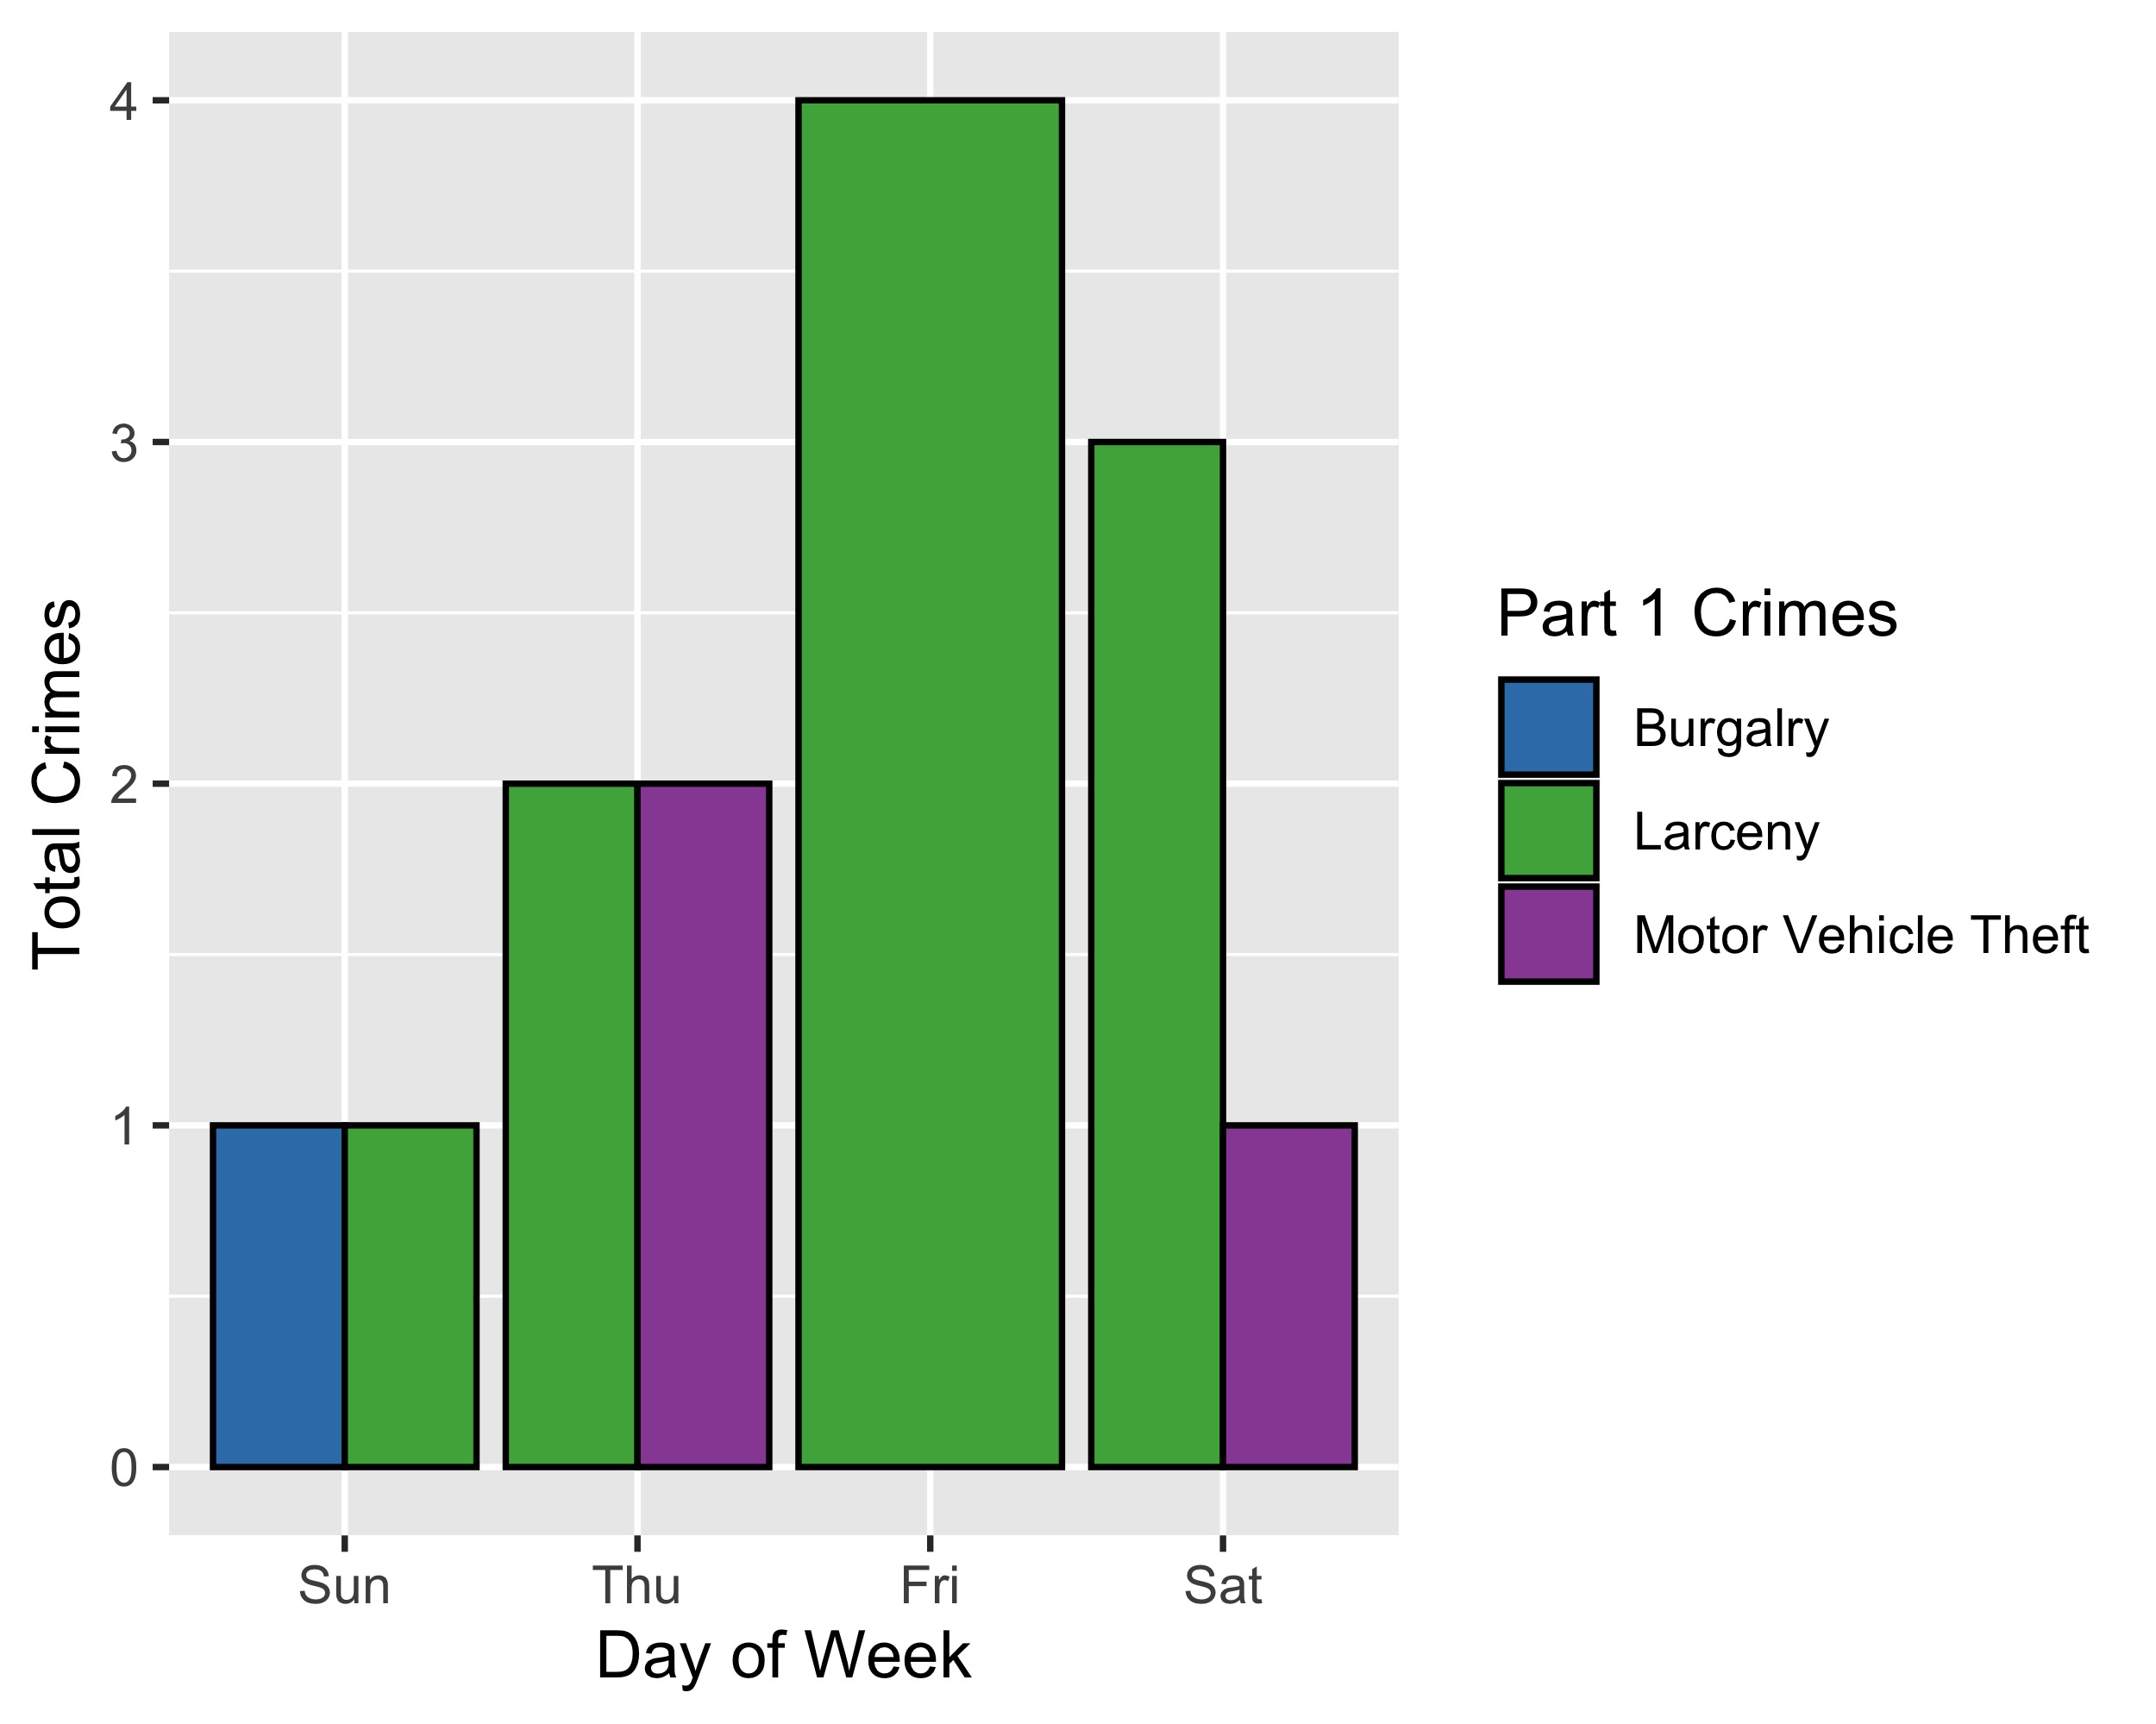 4
3
2
1
0
Total Crimes
Sun Thu Fri Sat
Day of Week
Part 1 Crimes
Burgalry
Larceny
Motor Vehicle Theft